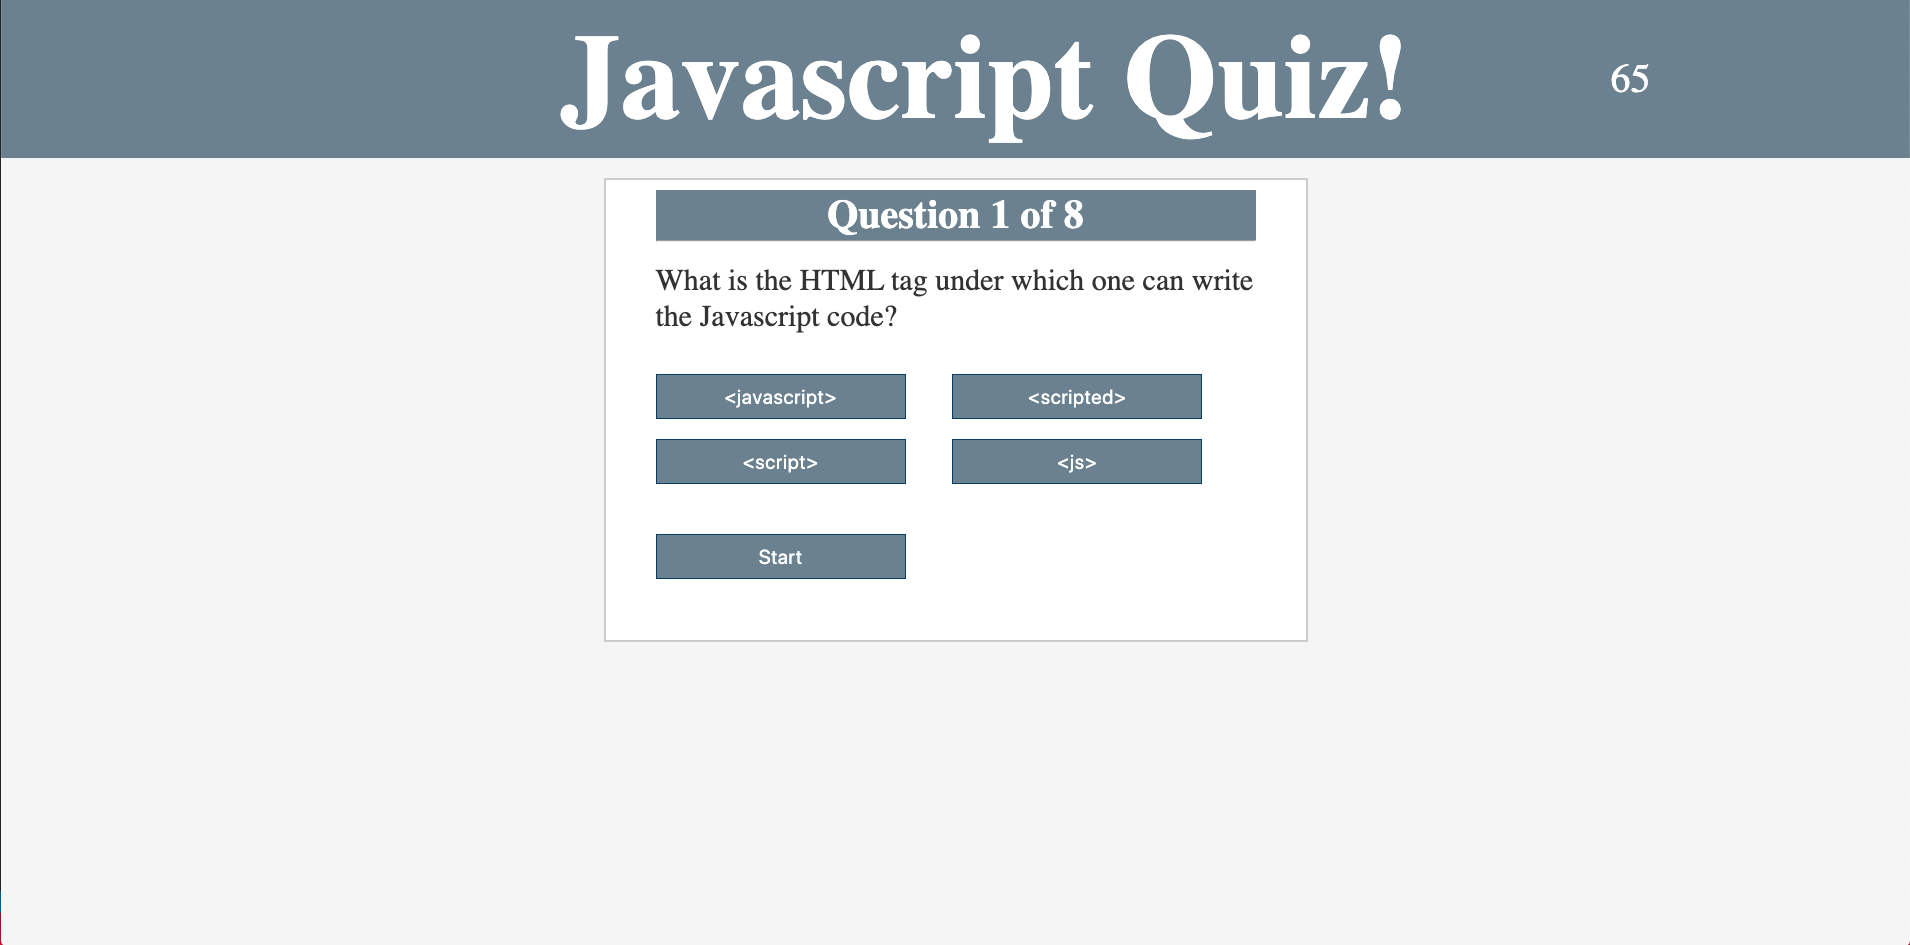 Javascript Quiz!
65
Question 1 of 8
What is the HTML tag under which one can write
the Javascript code?
<javascript>
<scripted>
<script>
<js>
Start